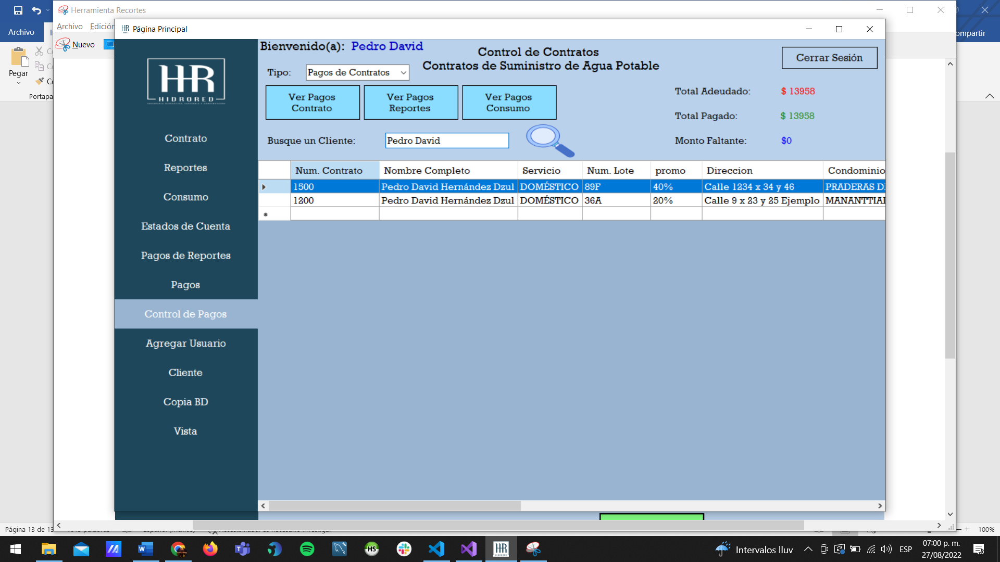 Herramienta Recortes
Archivo
Edición
Archivo
Nuevo
ompartir
Pegar
Portapa
HR Página Principal
HR
HIDRORED
Contrato
Reportes
Consumo
Estados de Cuenta
Pagos de Reportes
Pagos
Control de Pagos
Agregar Usuario
Cliente
Copia BD
Vista
Bienvenido(a): Pedro David
Control de Contratos
Contratos de Suministro de Agua Potable
Cerrar Sesión
Tipo: Pagos de Contratos
Ver Pagos Contrato
Ver Pagos Reportes
Ver Pagos Consumo
Total Adeudado: $ 13958
Total Pagado: $ 13958
Monto Faltante: $0
Busque un Cliente: Pedro David
Num. Contrato Nombre Completo Servicio Num. Lote promo Direccion Condominio
1500 Pedro David Hernández Dzul DOMÉSTICO 89F 40% Calle 1234 x 34 y 46 PRADERAS D
1200 Pedro David Hernández Dzul DOMÉSTICO 36A 20% Calle 9 x 23 y 25 Ejemplo MANANTTIAL
Página 13 de 13
100%
Intervalos lluv
ESP
07:00 p. m.
27/08/2022